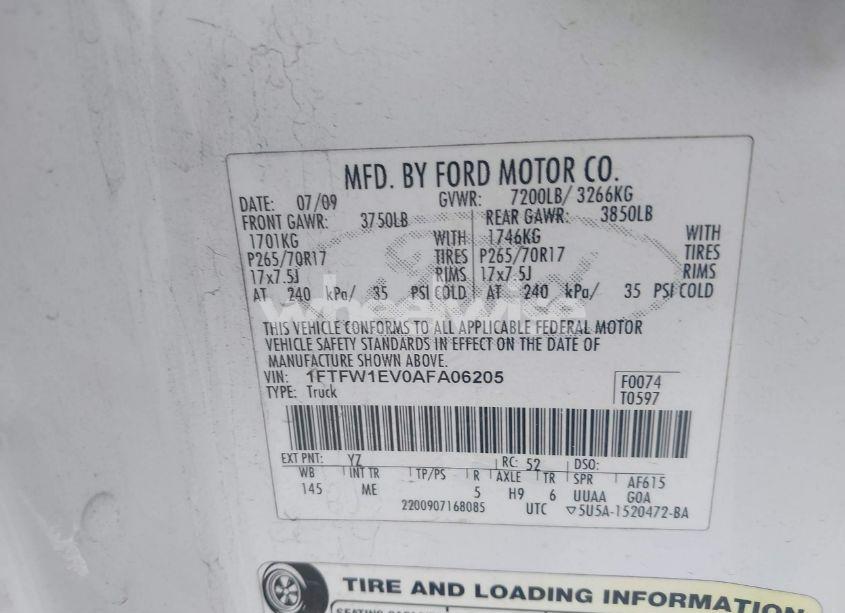 MFD. BY FORD MOTOR CO.
DATE: 07/09 GVWR: 7200LB/ 3266KG
FRONT GAWR: 3750LB REAR GAWR: 3850LB
1701KG WITH 1746KG WITH
P265/70R17 TIRES P265/70R17 TIRES
17x7.5J RIMS 17x7.5J RIMS
AT 240 kPa/ 35 PSI COLD AT 240 kPa/ 35 PSI COLD
THIS VEHICLE CONFORMS TO ALL APPLICABLE FEDERAL MOTOR
VEHICLE SAFETY STANDARDS IN EFFECT ON THE DATE OF
MANUFACTURE SHOWN ABOVE.
VIN: 1FTFW1EV0AFA06205 F0074
TYPE: Truck T0597
EXT PNT: YZ RC: 52 DSO:
WB INT TR TP/PS R AXLE TR SPR AF615
145 ME 5 H9 6 UUAA GOA
2200907168085 UTC ▽5U5A-1520472-BA
TIRE AND LOADING INFORMATION